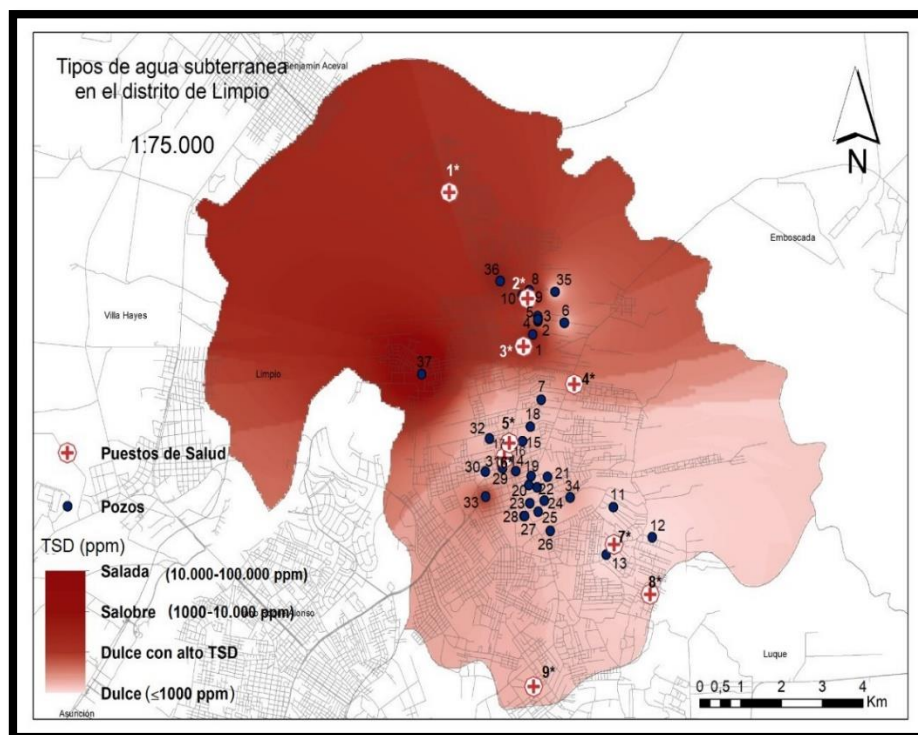 Tipos de agua subterranea
en el distrito de Limpio
1:75.000
Benjamin Aceval
N
Emboscada
Villa Hayes
Limpio
Luque
Asunción
1*
36
2*
8
35
10
9
5
3
4
6
2
3*
1
37
4*
7
18
5*
32
17
15
16
30
14
19
21
29
33
20
22
34
23
24
11
28
25
27
26
12
7*
13
8*
9*
Puestos de Salud
Pozos
TSD (ppm)
Salada (10.000-100.000 ppm)
Salobre (1000-10.000 ppm)
Dulce con alto TSD
Dulce (≤1000 ppm)
0 0,5 1 2 3 4
Km